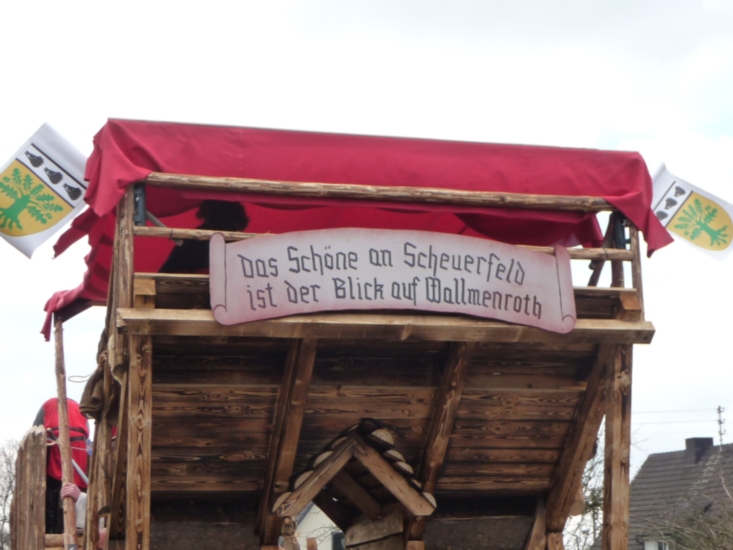 Das Schöne an Scheuerfeld
ist der Blick auf Wallmenroth